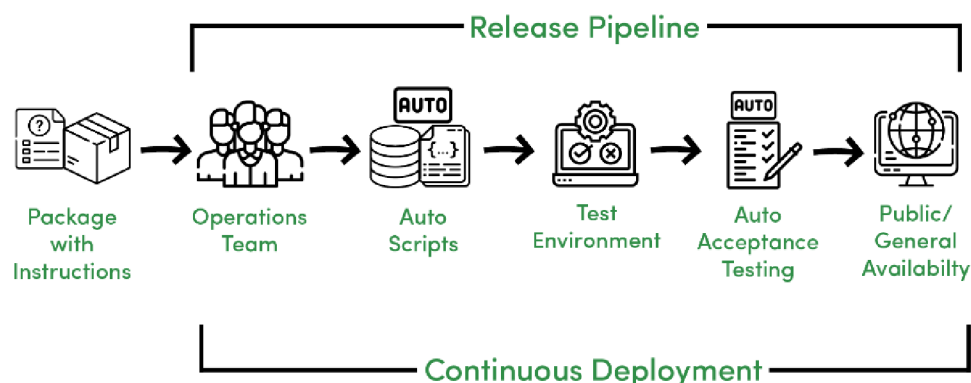 Release Pipeline
AUTO
AUTO
?
{...}
Package
with
Instructions
Operations
Team
Auto
Scripts
Test
Environment
Auto
Acceptance
Testing
Public/
General
Availabilty
Continuous Deployment